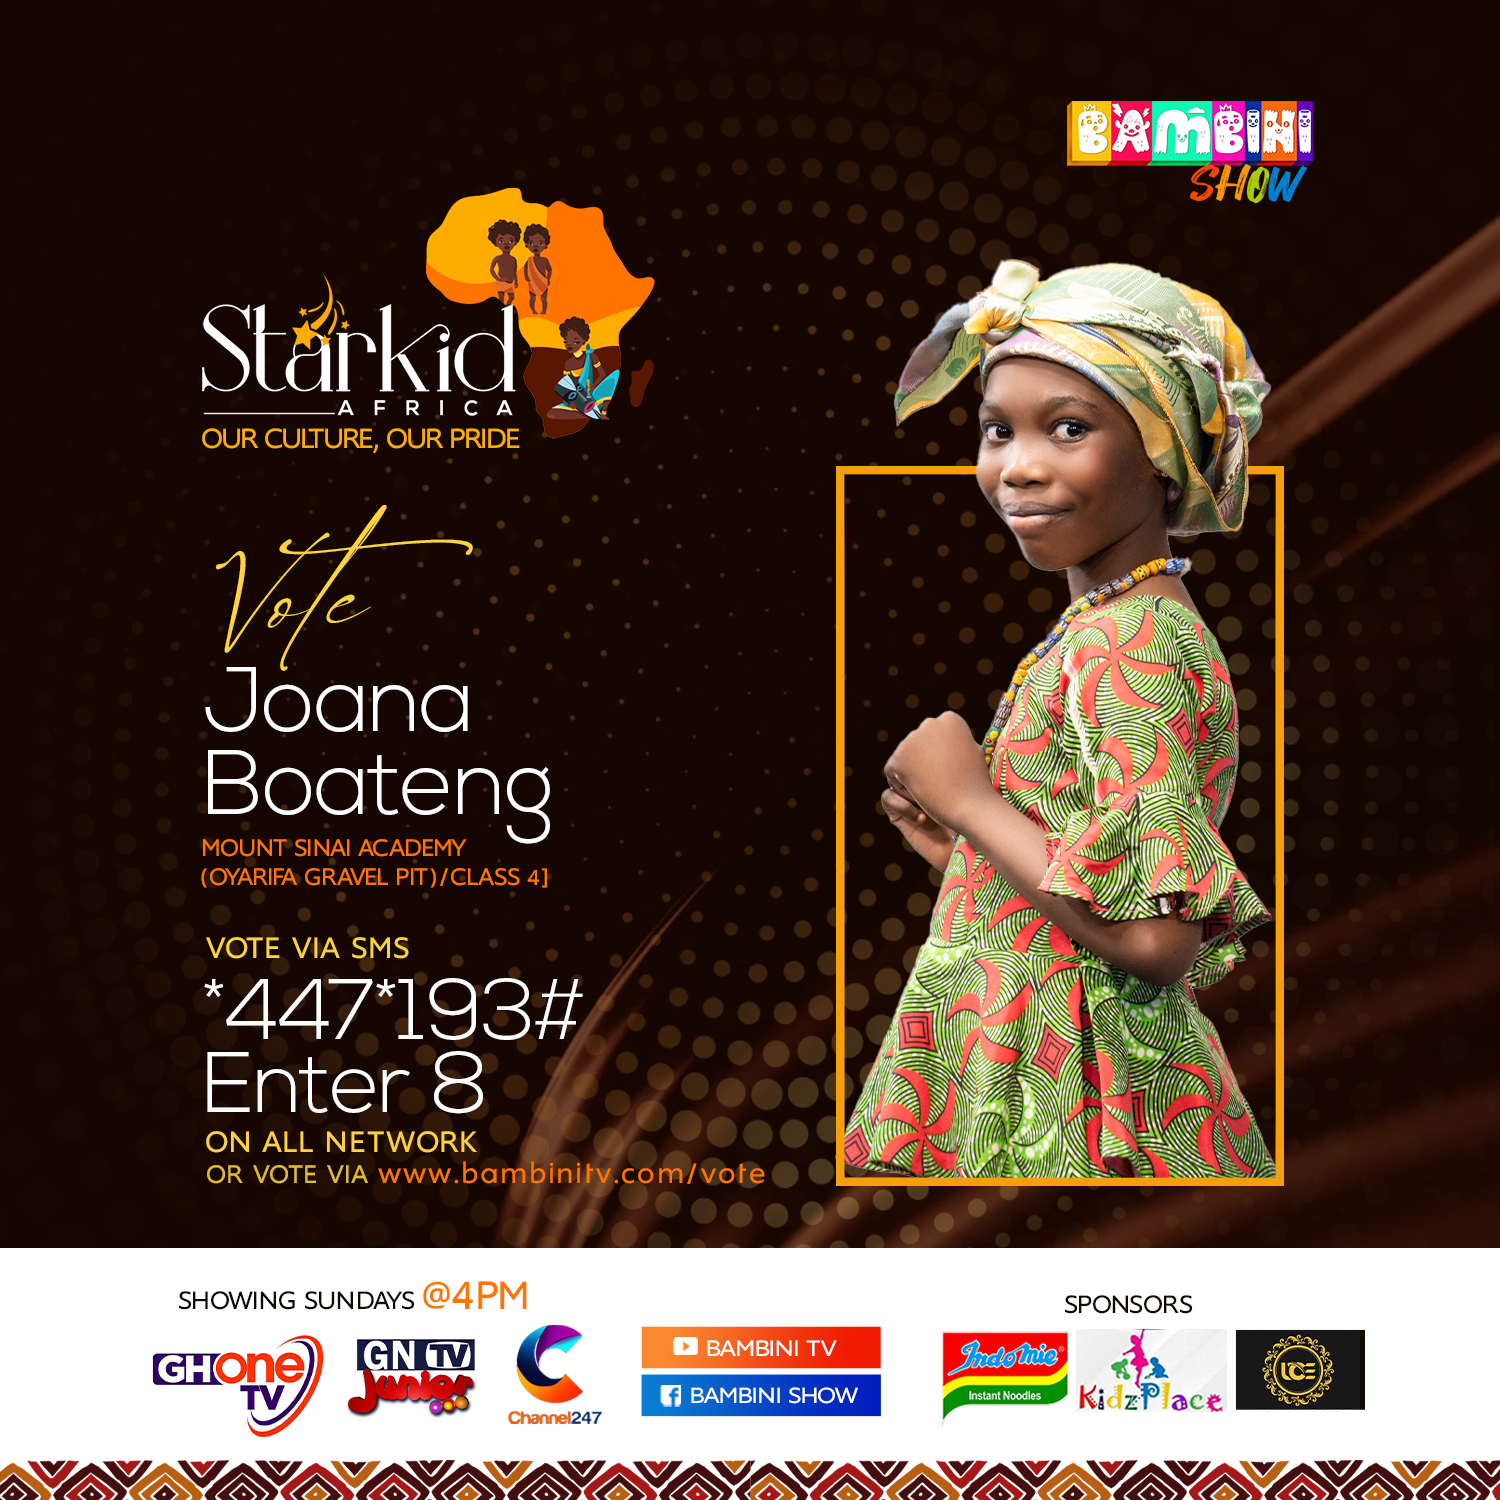 BAMBINI
SHOW
Starkid
AFRICA
OUR CULTURE, OUR PRIDE
Vote
Joana
Boateng
MOUNT SINAI ACADEMY
(OYARIFA GRAVEL PIT)/CLASS 4]
VOTE VIA SMS
*447*193#
Enter 8
ON ALL NETWORK
OR VOTE VIA www.bambinitv.com/vote
SHOWING SUNDAYS @4PM
SPONSORS
GHOne
TV
GN TV
Junior
Channel247
BAMBINI TV
BAMBINI SHOW
Indomie
Instant Noodles
KidzPlace